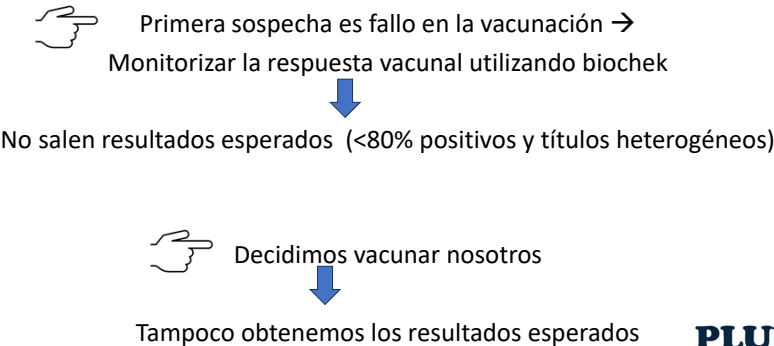 Primera sospecha es fallo en la vacunación →
Monitorizar la respuesta vacunal utilizando biochek
No salen resultados esperados (<80% positivos y títulos heterogéneos)
Decidimos vacunar nosotros
Tampoco obtenemos los resultados esperados
PLU